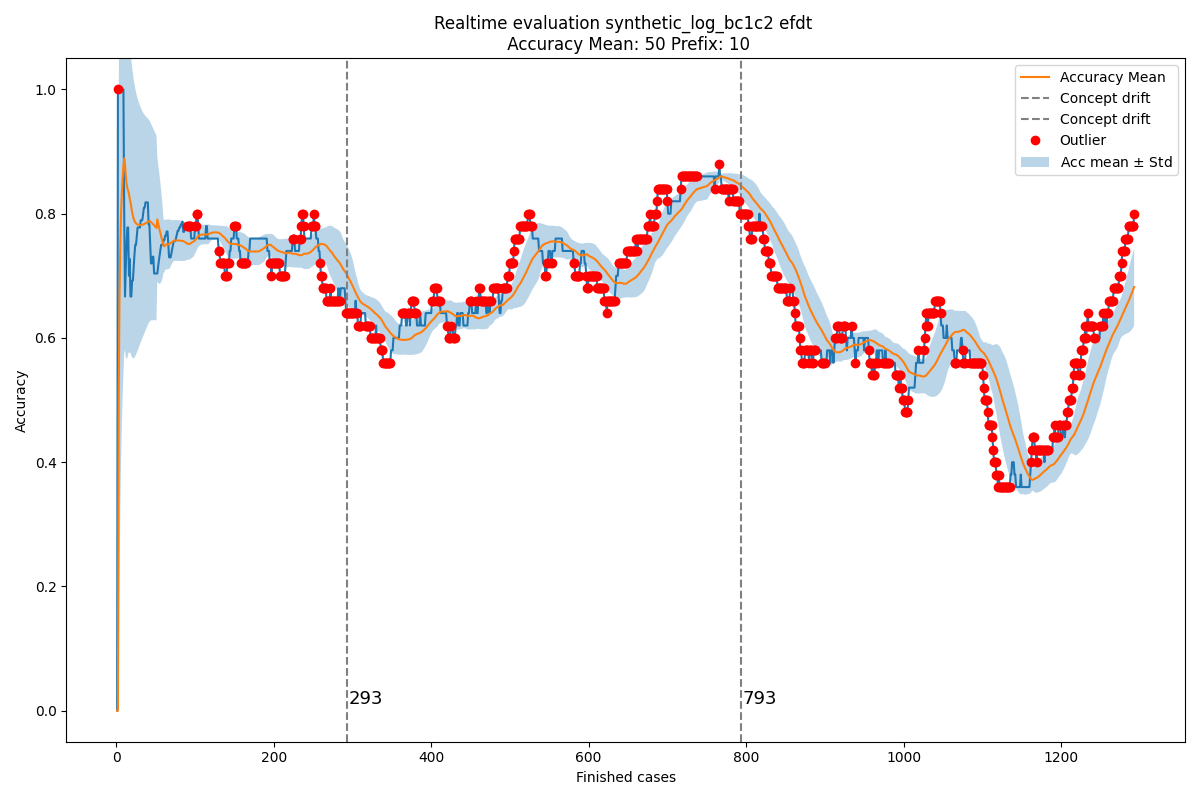 Realtime evaluation synthetic_log_bc1c2 efdt
Accuracy Mean: 50 Prefix: 10
Accuracy Mean
Concept drift
Concept drift
Outlier
Acc mean ± Std
1.0
0.8
0.6
0.4
0.2
0.0
Accuracy
293
793
0
200
400
600
800
1000
1200
Finished cases